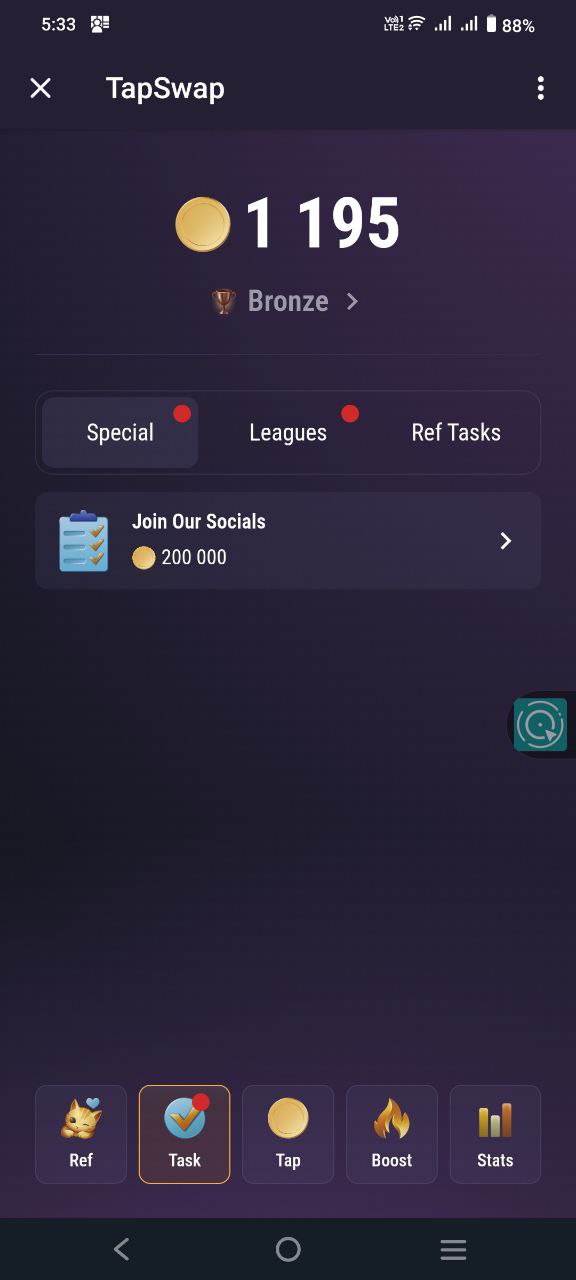 5:33
Vo)) 1
LTE2
88%
TapSwap
1 195
Bronze
Special
Leagues
Ref Tasks
Join Our Socials
200 000
Ref
Task
Tap
Boost
Stats